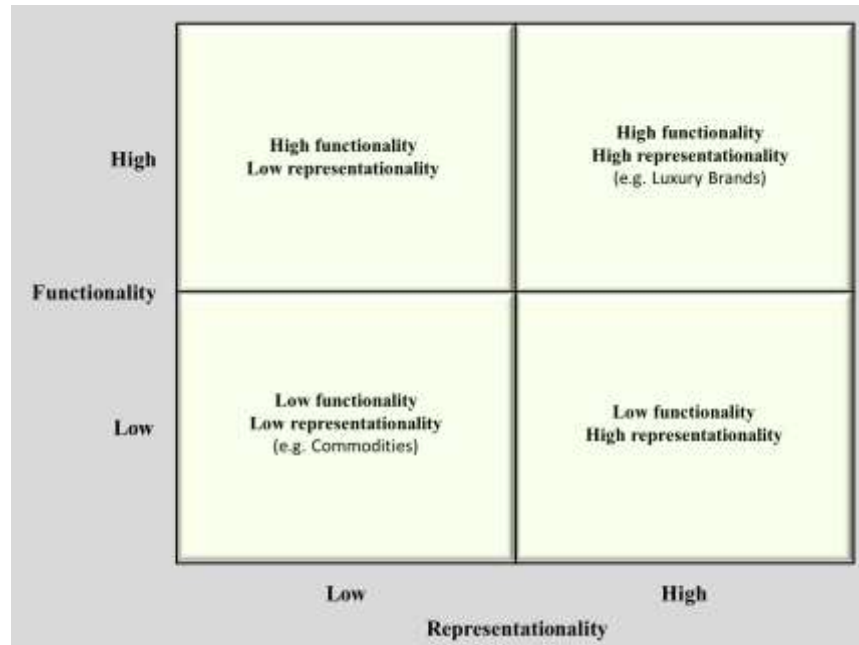 High
High functionality
Low representationality
High functionality
High representationality
(e.g. Luxury Brands)
Functionality
Low
Low functionality
Low representationality
(e.g. Commodities)
Low functionality
High representationality
Low
High
Representationality